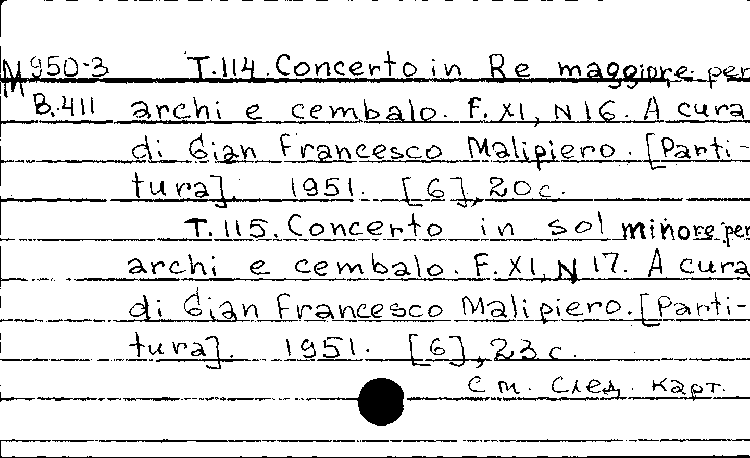 M 950-3 T.114. Concerto in Re maggiore per
B.411 archi e cembalo. F. XI, N 16. A cura
di Gian Francesco Malipiero. [Parti-
tura]. 1951. [6], 20 c.
T.115. Concerto in sol minore per
archi e cembalo. F. XI, N 17. A cura
di Gian Francesco Malipiero. [Parti-
tura]. 1951. [6], 23 c.
См. след. карт.